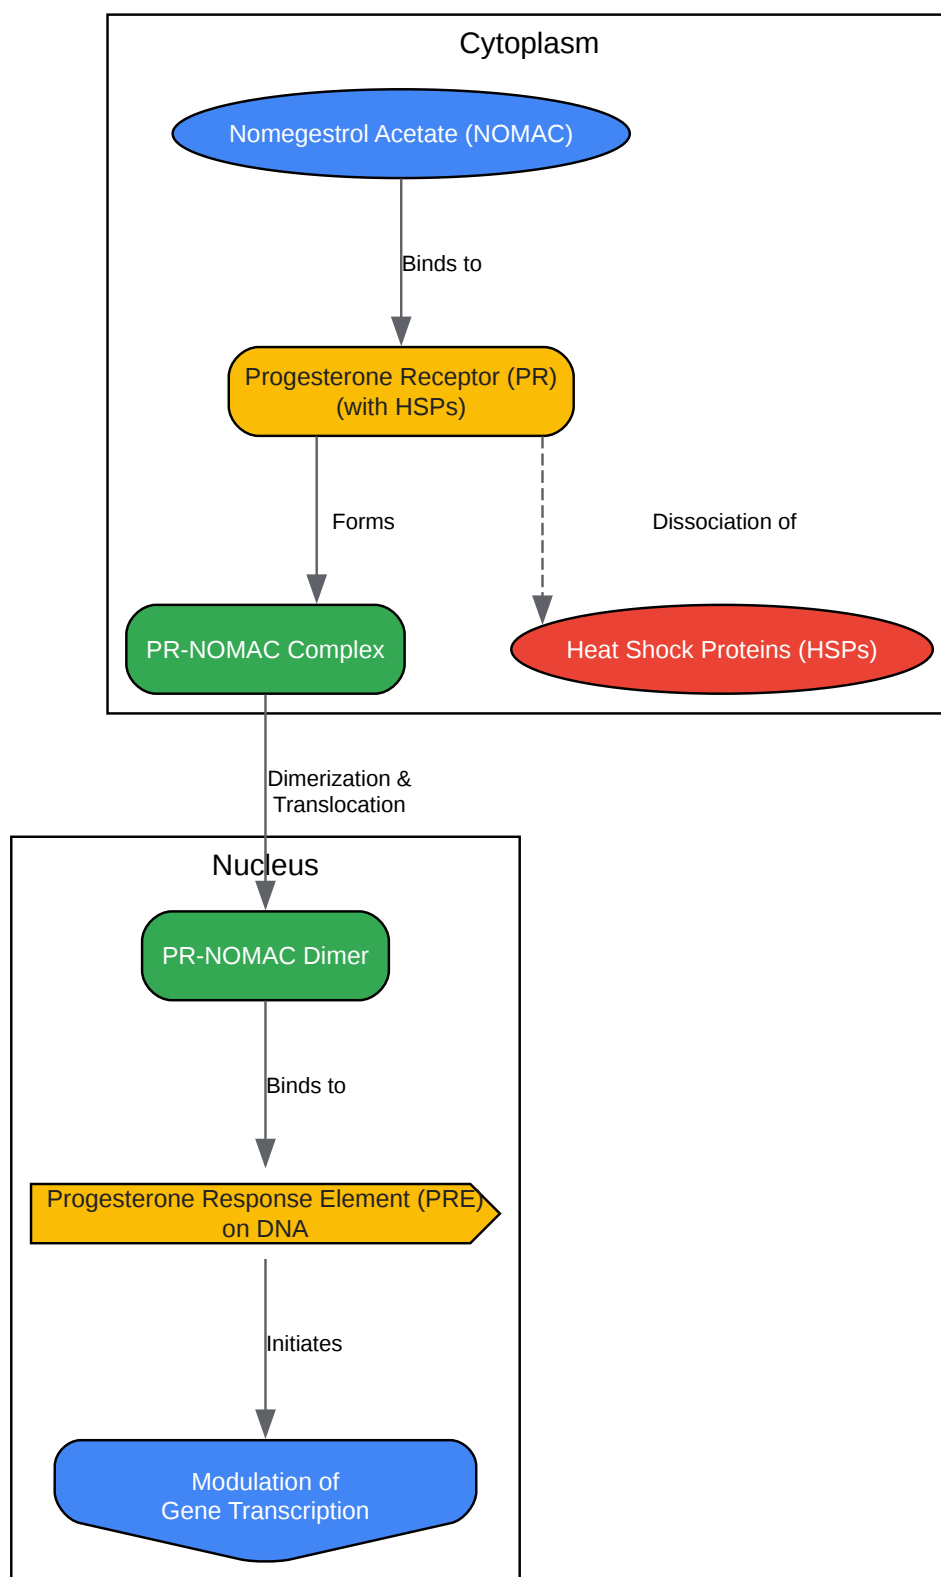 Cytoplasm
Nomegestrol Acetate (NOMAC)
Binds to
Progesterone Receptor (PR)
(with HSPs)
Forms
Dissociation of
PR-NOMAC Complex
Heat Shock Proteins (HSPs)
Dimerization &
Translocation
Nucleus
PR-NOMAC Dimer
Binds to
Progesterone Response Element (PRE)
on DNA
Initiates
Modulation of
Gene Transcription